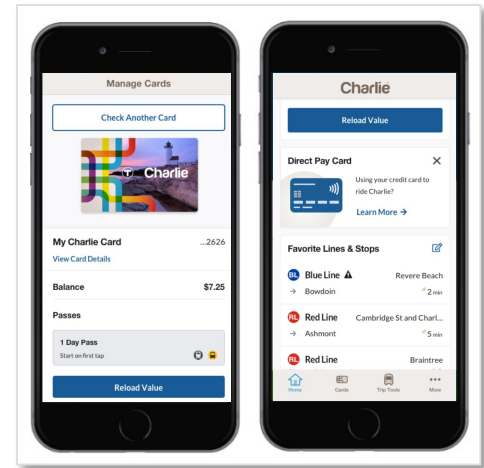 Manage Cards
Check Another Card
T Charlie
My Charlie Card ...2626
View Card Details
Balance $7.25
Passes
1 Day Pass
Start on first tap
Reload Value
Charlie
Reload Value
Direct Pay Card
Using your credit card to
ride Charlie?
Learn More →
Favorite Lines & Stops
BL Blue Line Revere Beach
→ Bowdoin 2 min
RL Red Line Cambridge St and Charl...
→ Ashmont 5 min
RL Red Line Braintree
Home Cards Trip Tools More